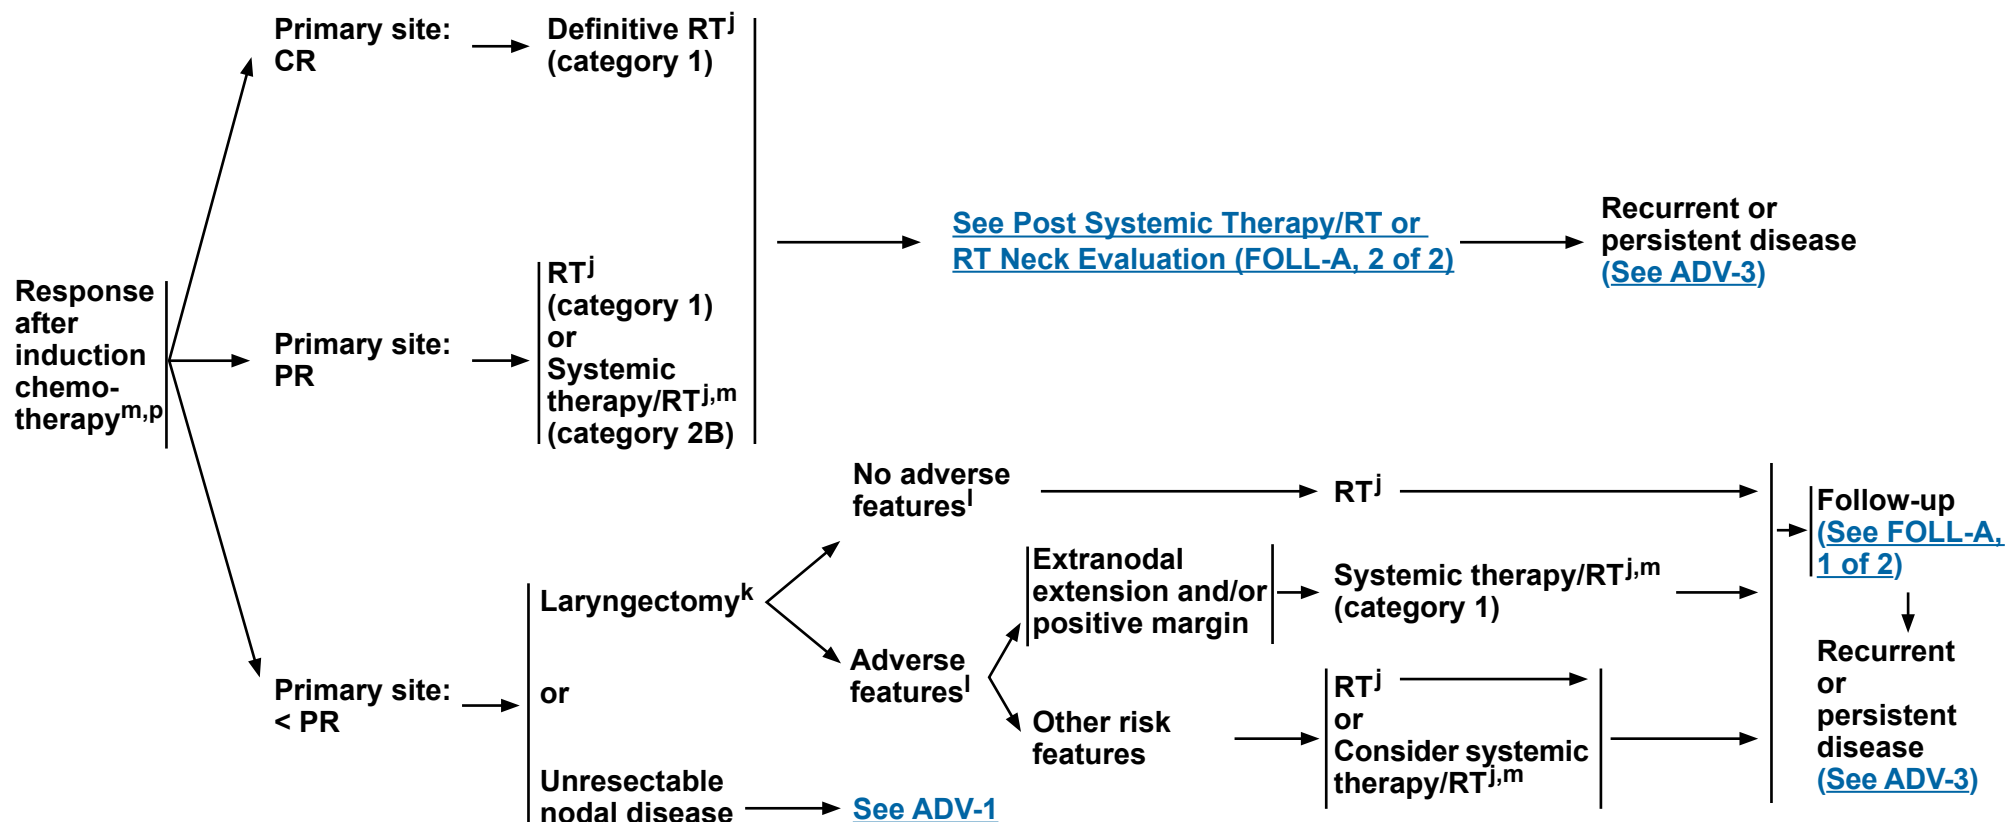 Primary site:
CR
Definitive RTj
(category 1)
Response
after
induction
chemo-
therapym,p
Primary site:
PR
RTj
(category 1)
or
Systemic
therapy/RTj,m
(category 2B)
See Post Systemic Therapy/RT or
RT Neck Evaluation (FOLL-A, 2 of 2)
Recurrent or
persistent disease
(See ADV-3)
Primary site:
< PR
Laryngectomyk
or
Unresectable
nodal disease
See ADV-1
No adverse
featuresl
RTj
Adverse
featuresl
Extranodal
extension and/or
positive margin
Systemic therapy/RTj,m
(category 1)
Other risk
features
RTj
or
Consider systemic
therapy/RTj,m
Follow-up
(See FOLL-A,
1 of 2)
Recurrent
or
persistent
disease
(See ADV-3)